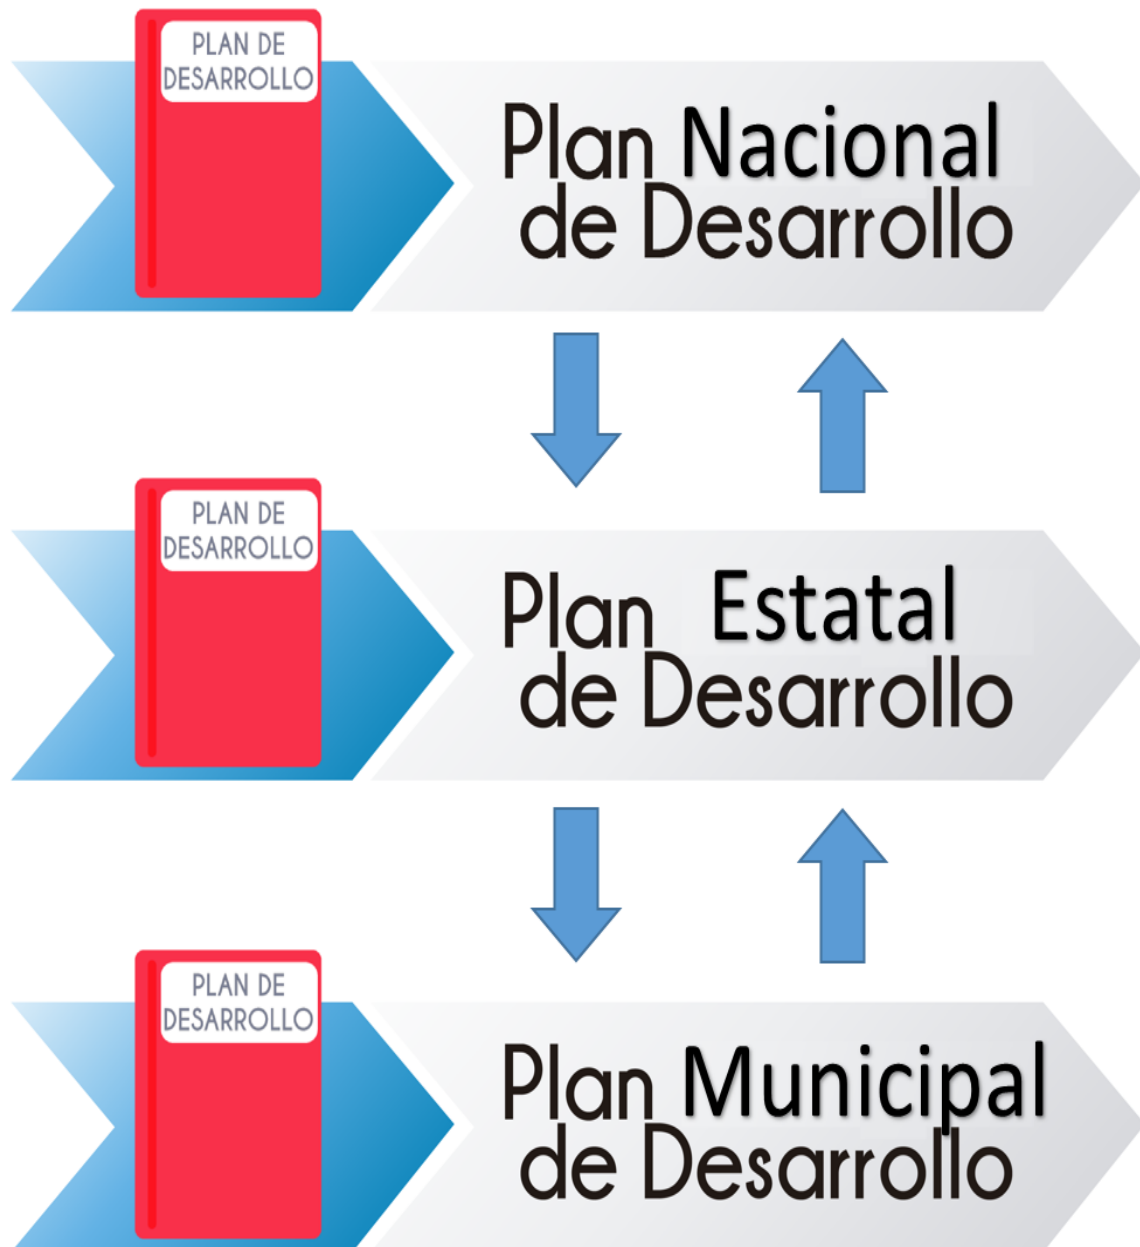 PLAN DE
DESARROLLO
Plan Nacional
de Desarrollo
PLAN DE
DESARROLLO
Plan Estatal
de Desarrollo
PLAN DE
DESARROLLO
Plan Municipal
de Desarrollo